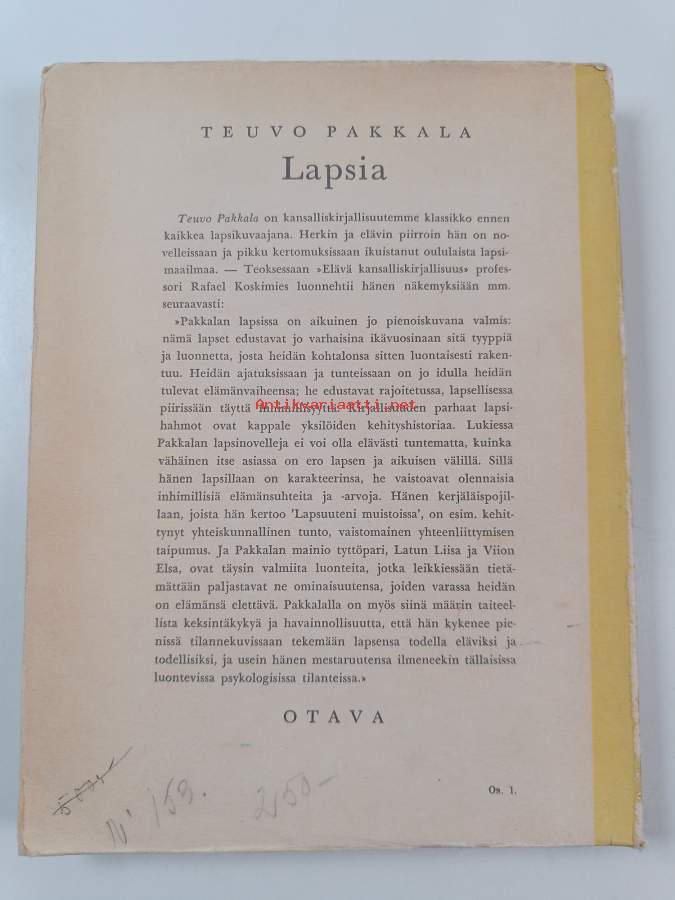 TEUVO PAKKALA
Lapsia
Teuvo Pakkala on kansalliskirjallisuutemme klassikko ennen
kaikkea lapsikuvaajana. Herkin ja elävin piirroin hän on no-
velleissaan ja pikku kertomuksissaan ikuistanut oululaista lapsi-
maailmaa. — Teoksessaan »Elävä kansalliskirjallisuus» profes-
sori Rafael Koskimies luonnehtii hänen näkemyksiään mm.
seuraavasti:
»Pakkalan lapsissa on aikuinen jo pienoiskuvana valmis:
nämä lapset edustavat jo varhaisina ikävuosinaan sitä tyyppiä
ja luonnetta, josta heidän kohtalonsa sitten luontaisesti raken-
tuu. Heidän ajatuksissaan ja tunteissaan on jo idulla heidän
tulevat elämänvaiheensa; he edustavat rajoitetussa, lapsellisessa
piirissään täyttä inhimillisyyttä. Kirjallisuuden parhaat lapsi-
Antikvariaatti.net
hahmot ovat kappale yksilöiden kehityshistoriaa. Lukiessa
Pakkalan lapsinovelleja ei voi olla elävästi tuntematta, kuinka
vähäinen itse asiassa on ero lapsen ja aikuisen välillä. Sillä
hänen lapsillaan on karakteerinsa, he vaistoavat olennaisia
inhimillisiä elämänsuhteita ja -arvoja. Hänen kerjäläispojil-
laan, joista hän kertoo 'Lapsuuteni muistoissa', on esim. kehit-
tynyt yhteiskunnallinen tunto, vaistomainen yhteenliittymisen
taipumus. Ja Pakkalan mainio tyttöpari, Latun Liisa ja Viion
Elsa, ovat täysin valmiita luonteita, jotka leikkiessään tietä-
mättään paljastavat ne ominaisuutensa, joiden varassa heidän
on elämänsä elettävä. Pakkalalla on myös siinä määrin taiteel-
lista keksintäkykyä ja havainnollisuutta, että hän kykenee pie-
nissä tilannekuvissaan tekemään lapsensa todella eläviksi ja
todellisiksi, ja usein hänen mestaruutensa ilmeneekin tällaisissa
luontevissa psykologisissa tilanteissa.»
OTAVA
Os. 1.
N' 153.
250-